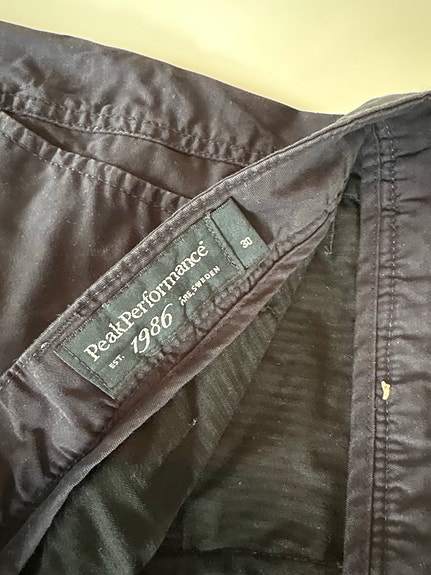 PeakPerformance®
EST. 1986 ÅRE, SWEDEN
30